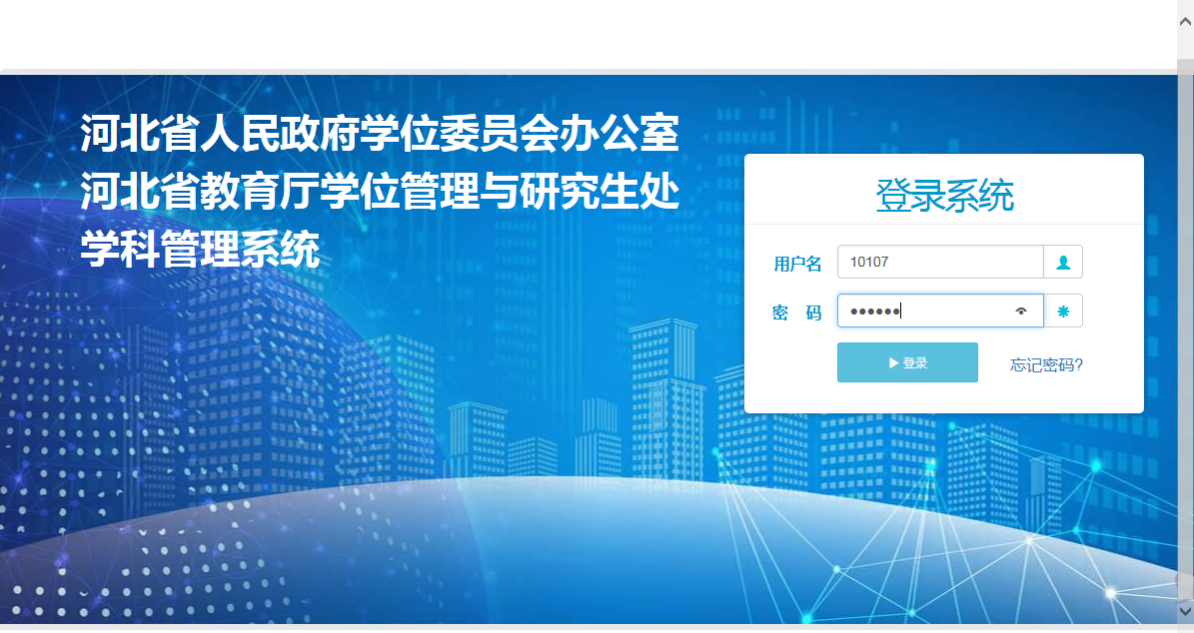 河北省人民政府学位委员会办公室
河北省教育厅学位管理与研究生处
学科管理系统
登录系统
用户名 10107
密 码 ••••••
登录 忘记密码?